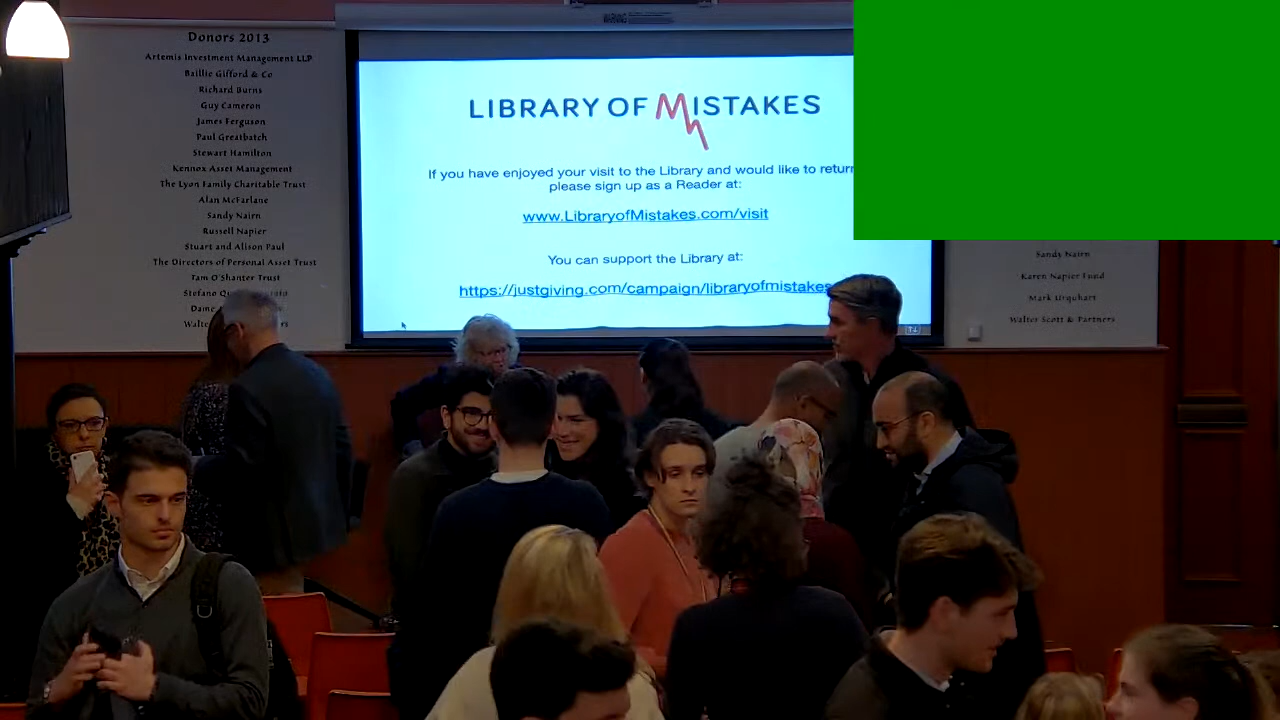 Donors 2013
Artemis Investment Management LLP
Baillie Gifford & Co
Richard Burns
Guy Cameron
James Ferguson
Paul Greatbatch
Stewart Hamilton
Kennox Asset Management
The Lyon Family Charitable Trust
Alan McFarlane
Sandy Nairn
Russell Napier
Stuart and Alison Paul
The Directors of Personal Asset Trust
Tam O'Shanter Trust
Stefano
Dame
LIBRARY OF MISTAKES
If you have enjoyed your visit to the Library and would like to return
please sign up as a Reader at:
www.LibraryofMistakes.com/visit
You can support the Library at:
https://justgiving.com/campaign/libraryofmistakes
Sandy Nairn
Karen Napier Fund
Mark Urquhart
Walter Scott & Partners